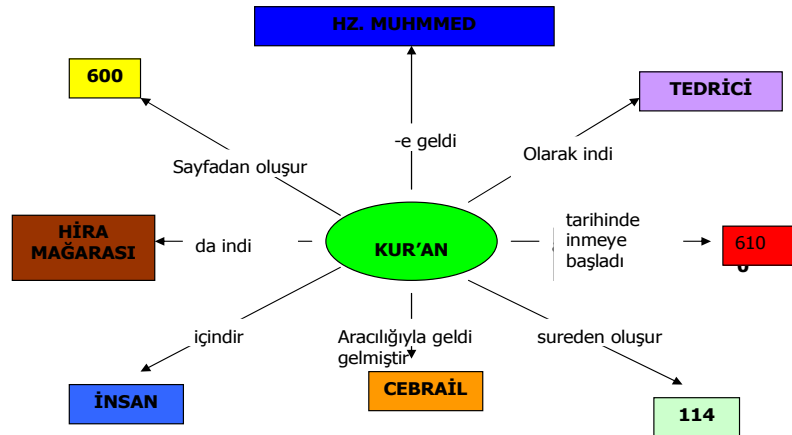 HZ. MUHMMED
600
TEDRİCİ
-e geldi
Olarak indi
Sayfadan oluşur
HİRA
MAĞARASI
da indi
KUR’AN
tarihinde
inmeye
başladı
610
içindir
Aracılığıyla geldi
gelmiştir
sureden oluşur
İNSAN
CEBRAİL
114